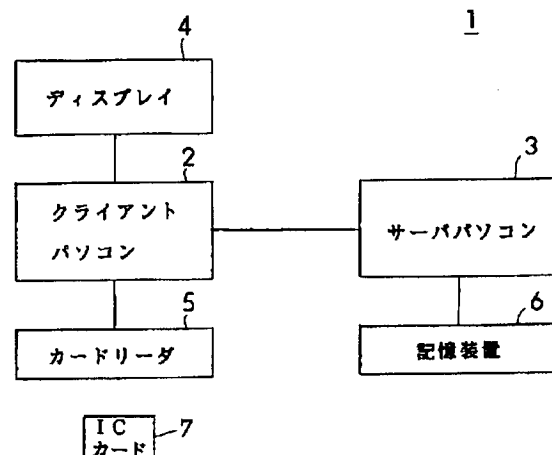 1
4
ディスプレイ
2
クライアント
パソコン
3
サーバパソコン
5
カードリーダ
6
記憶装置
7
IC
カード